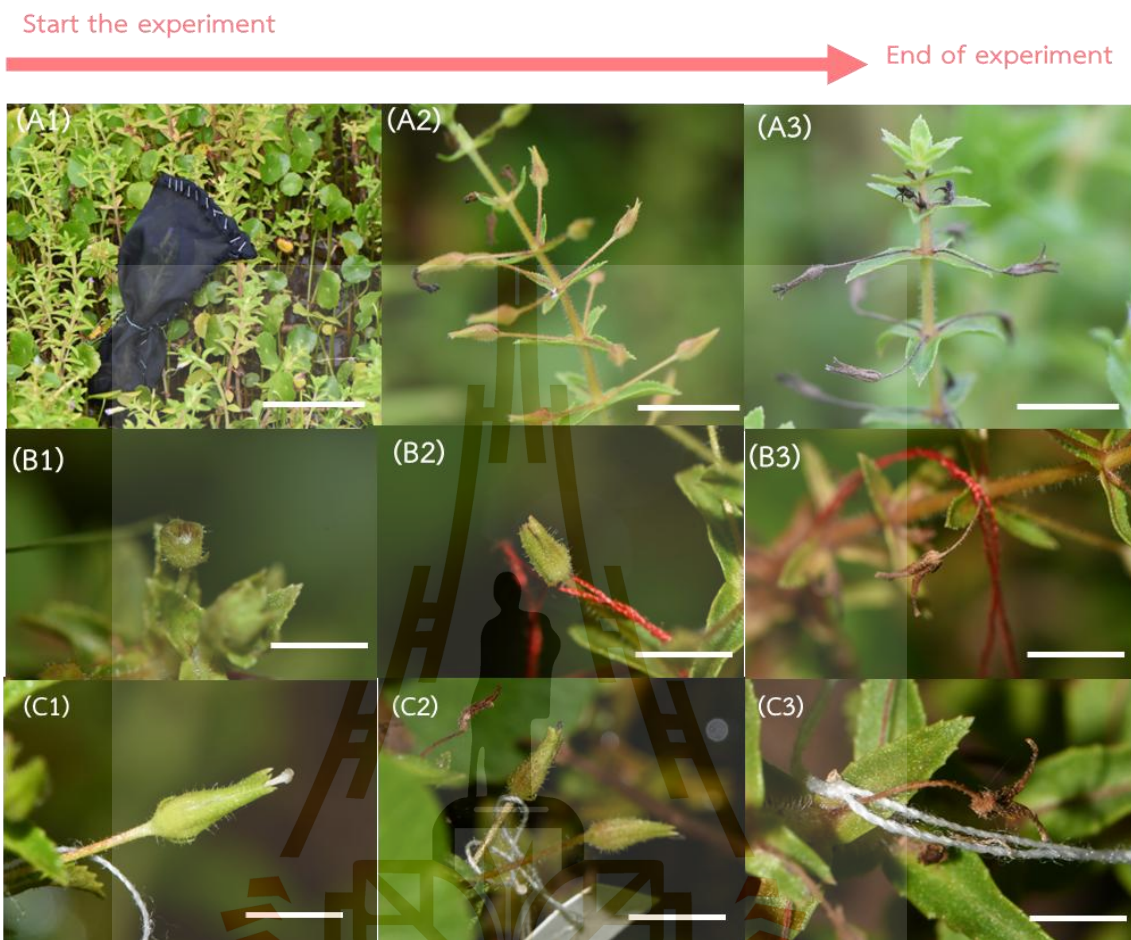 Start the experiment
End of experiment
(A1)
(A2)
(A3)
(B1)
(B2)
(B3)
(C1)
(C2)
(C3)